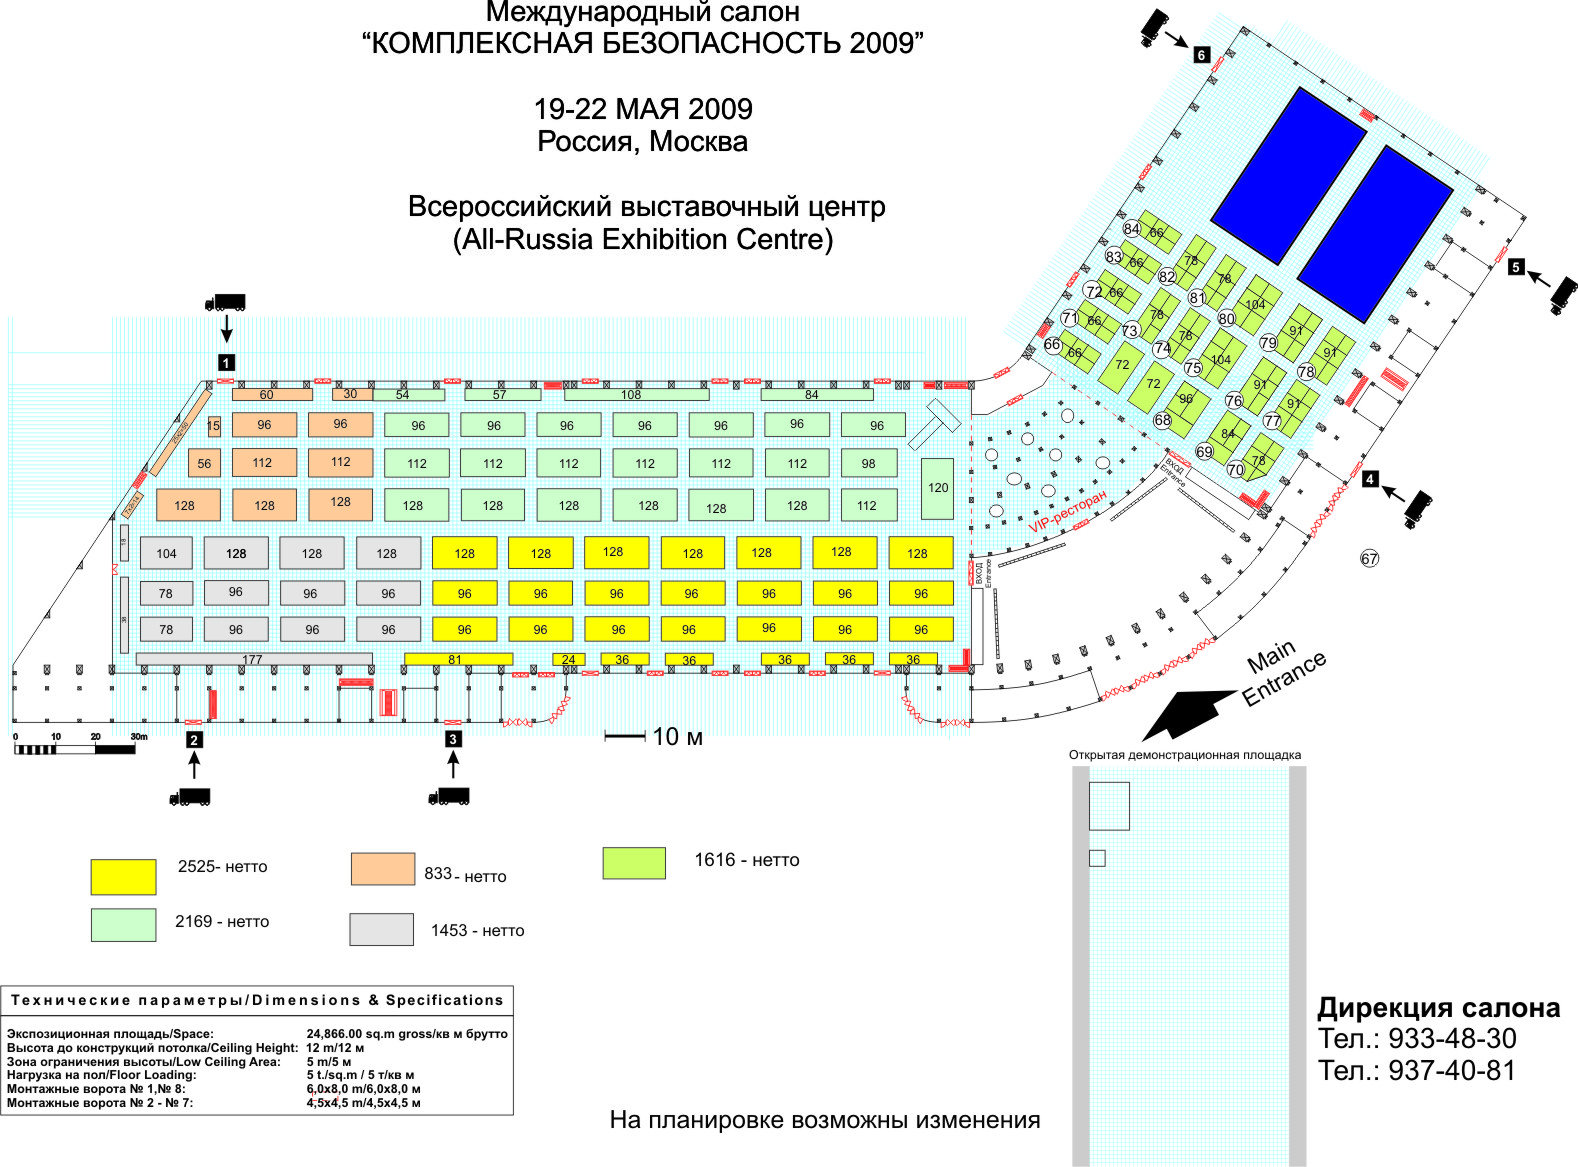 Международный салон
“КОМПЛЕКСНАЯ БЕЗОПАСНОСТЬ 2009”
19-22 МАЯ 2009
Россия, Москва
Всероссийский выставочный центр
(All-Russia Exhibition Centre)
6
5
4
1
84 66
83 66
82 78
72 66
81 78
71 66
80 104
73 78
66 66
74 78
79 91
75 104
78 91
72
72
76 91
77 91
68 96
69 84
70 78
67
60 30 54 57 108 84
15 96 96 96 96 96 96 96 96 96
56 112 112 112 112 112 112 112 112 98
120
128 128 128 128 128 128 128 128 128 112
18
104 128 128 128 128 128 128 128 128 128 128
78 96 96 96 96 96 96 96 96 96 96
38
78 96 96 96 96 96 96 96 96 96 96
177 81 24 36 36 36 36 36
VIP-ресторан
ВХОД
Entrance
ВХОД
Entrance
Main
Entrance
0 10 20 30m
2
3
10 м
Открытая демонстрационная площадка
2525- нетто
833 - нетто
1616 - нетто
2169 - нетто
1453 - нетто
Технические параметры/Dimensions & Specifications
Экспозиционная площадь/Space: 24,866.00 sq.m gross/кв м брутто
Высота до конструкций потолка/Ceiling Height: 12 m/12 м
Зона ограничения высоты/Low Ceiling Area: 5 m/5 м
Нагрузка на пол/Floor Loading: 5 t./sq.m / 5 т/кв м
Монтажные ворота № 1,№ 8: 6,0x8,0 m/6,0x8,0 м
Монтажные ворота № 2 - № 7: 4,5x4,5 m/4,5x4,5 м
Дирекция салона
Тел.: 933-48-30
Тел.: 937-40-81
На планировке возможны изменения